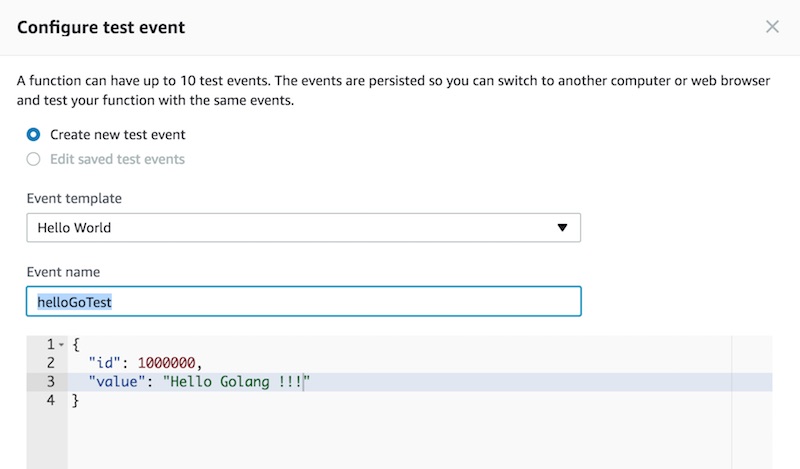 Configure test event
A function can have up to 10 test events. The events are persisted so you can switch to another computer or web browser
and test your function with the same events.
Create new test event
Edit saved test events
Event template
Hello World
Event name
helloGoTest
1 {
2 "id": 1000000,
3 "value": "Hello Golang !!!"
4 }